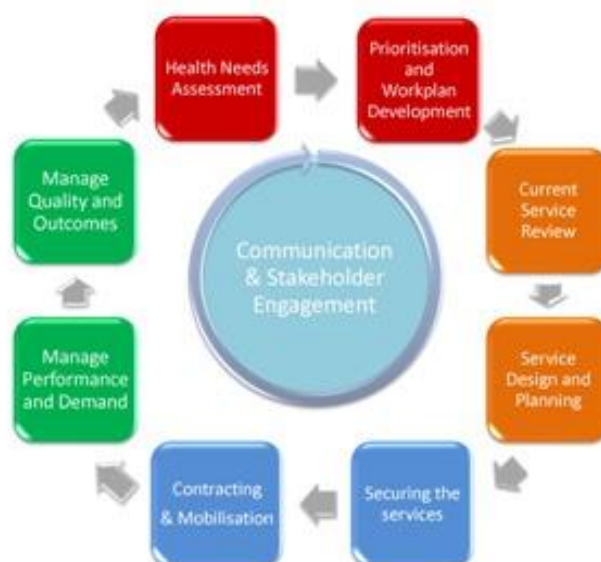 Health Needs
Assessment
Prioritisation
and
Workplan
Development
Current
Service
Review
Service
Design and
Planning
Securing the
services
Contracting
& Mobilisation
Manage
Performance
and Demand
Manage
Quality and
Outcomes
Communication
& Stakeholder
Engagement